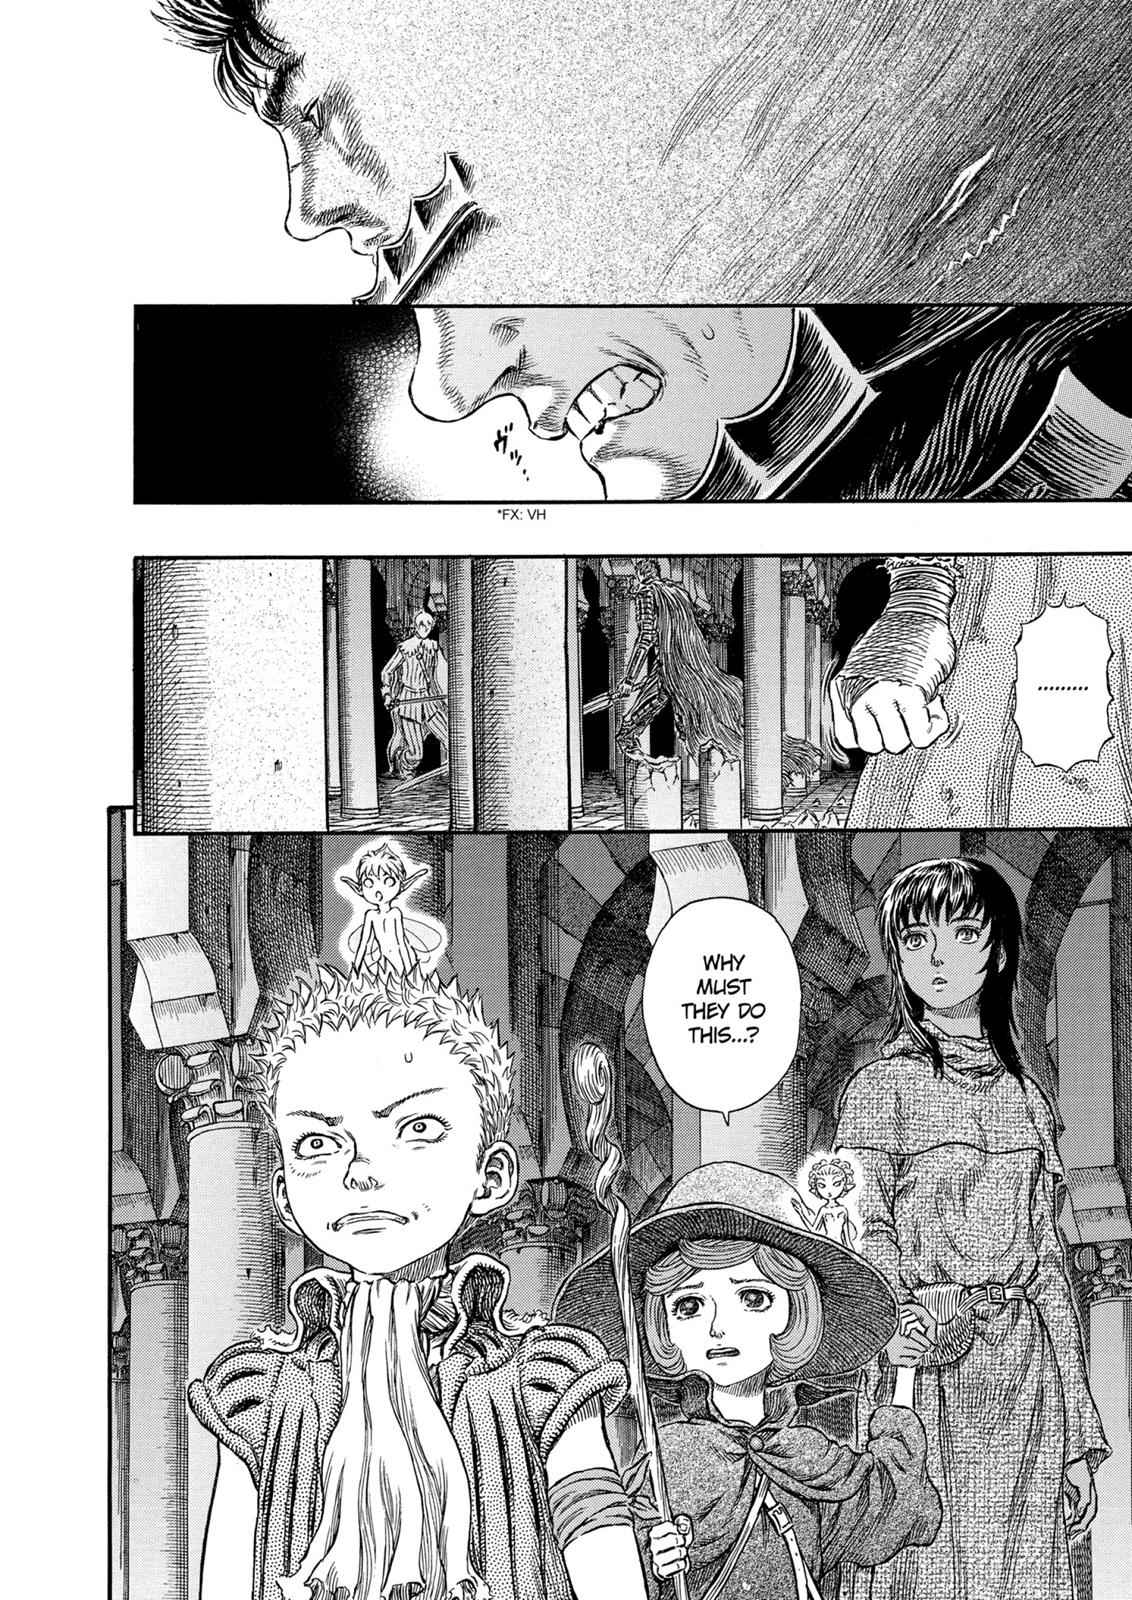 ヴッ…
*FX: VH
..........
WHY
MUST
THEY DO
THIS...?